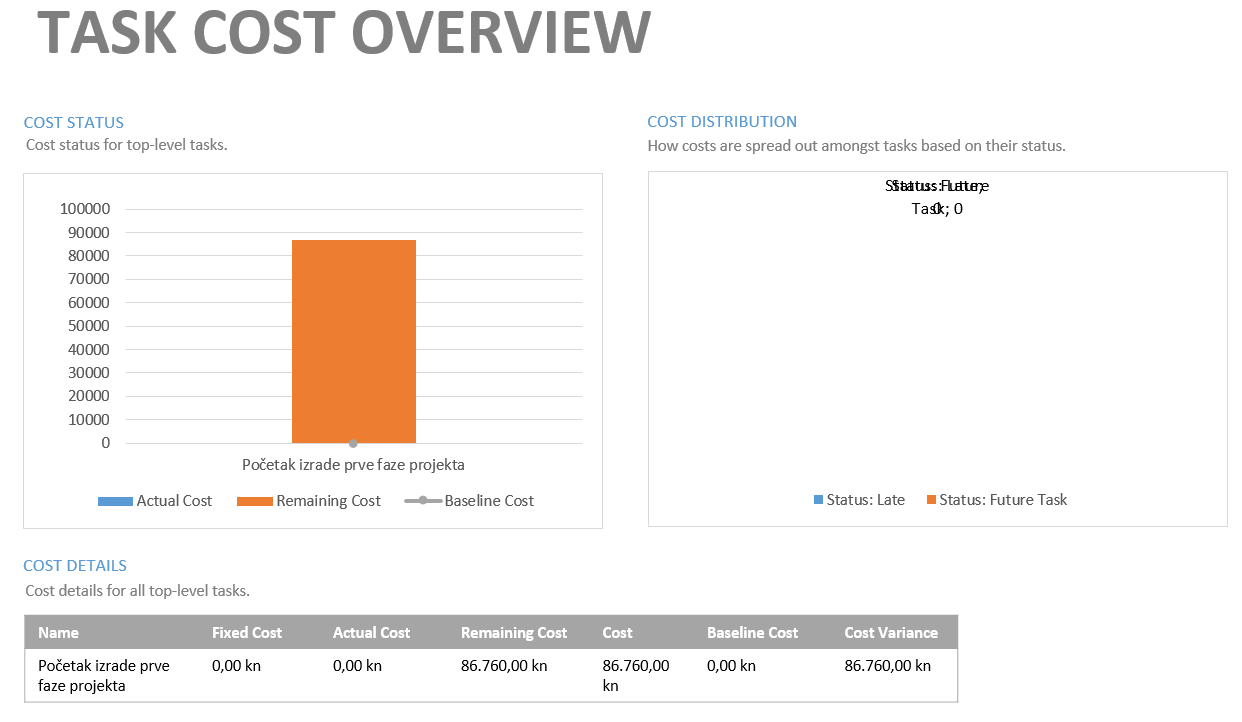 TASK COST OVERVIEW
COST STATUS
Cost status for top-level tasks.
100000
90000
80000
70000
60000
50000
40000
30000
20000
10000
0
Početak izrade prve faze projekta
Actual Cost Remaining Cost Baseline Cost
COST DISTRIBUTION
How costs are spread out amongst tasks based on their status.
Status: Late;
0
Status: Future
Task; 0
Status: Late Status: Future Task
COST DETAILS
Cost details for all top-level tasks.
Name Fixed Cost Actual Cost Remaining Cost Cost Baseline Cost Cost Variance
Početak izrade prve 0,00 kn 0,00 kn 86.760,00 kn 86.760,00 0,00 kn 86.760,00 kn
faze projekta kn